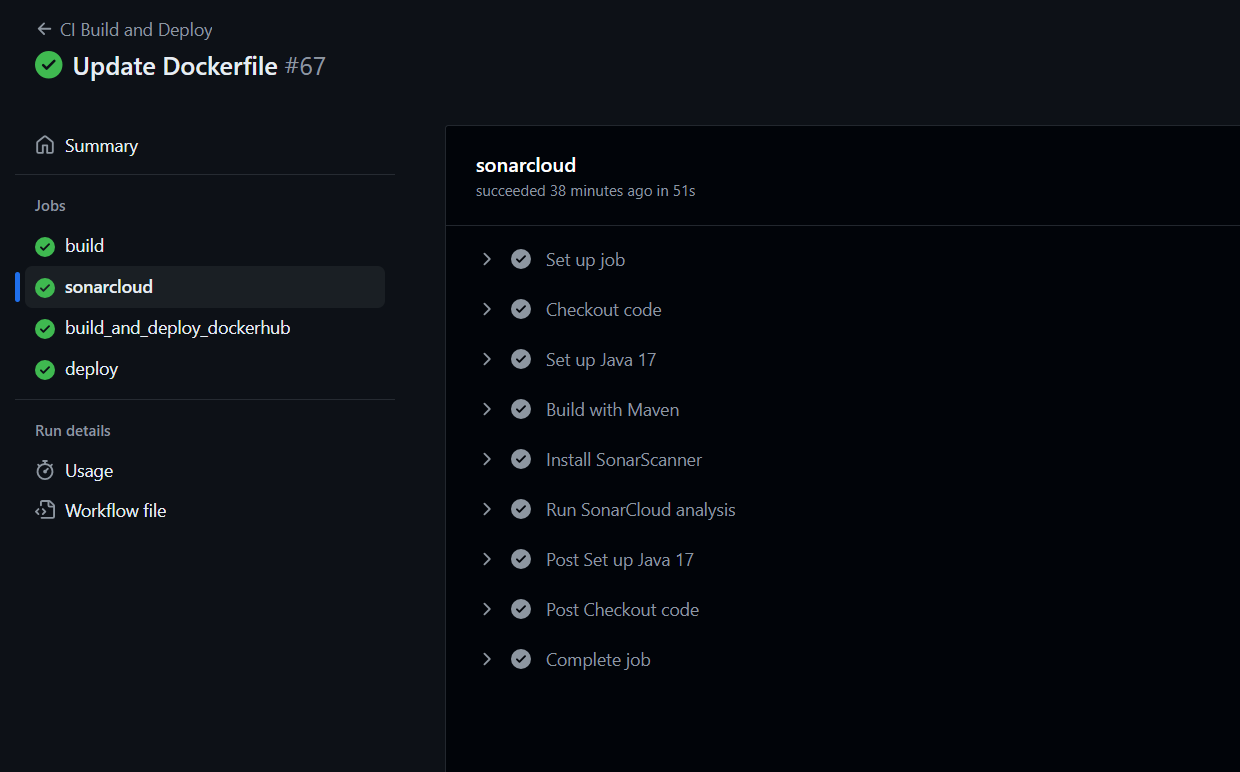 CI Build and Deploy
Update Dockerfile #67
Summary
Jobs
build
sonarcloud
build_and_deploy_dockerhub
deploy
Run details
Usage
Workflow file
sonarcloud
succeeded 38 minutes ago in 51s
Set up job
Checkout code
Set up Java 17
Build with Maven
Install SonarScanner
Run SonarCloud analysis
Post Set up Java 17
Post Checkout code
Complete job